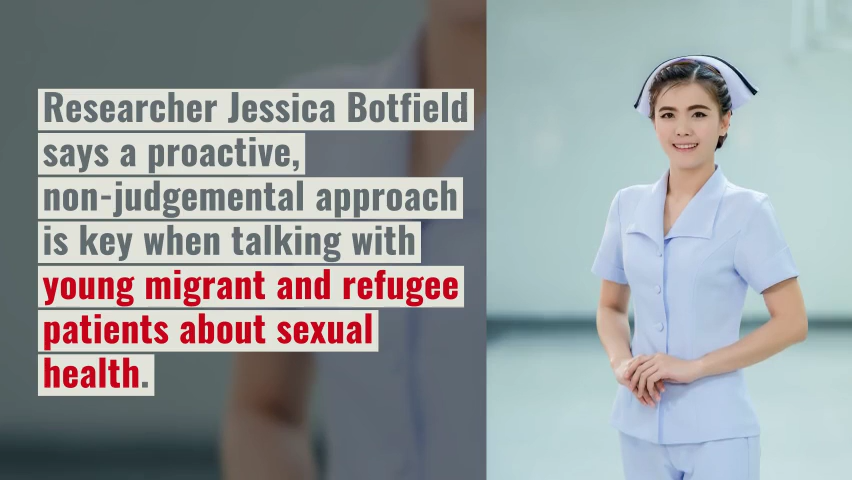 Researcher Jessica Botfield
says a proactive,
non-judgemental approach
is key when talking with
young migrant and refugee
patients about sexual
health.